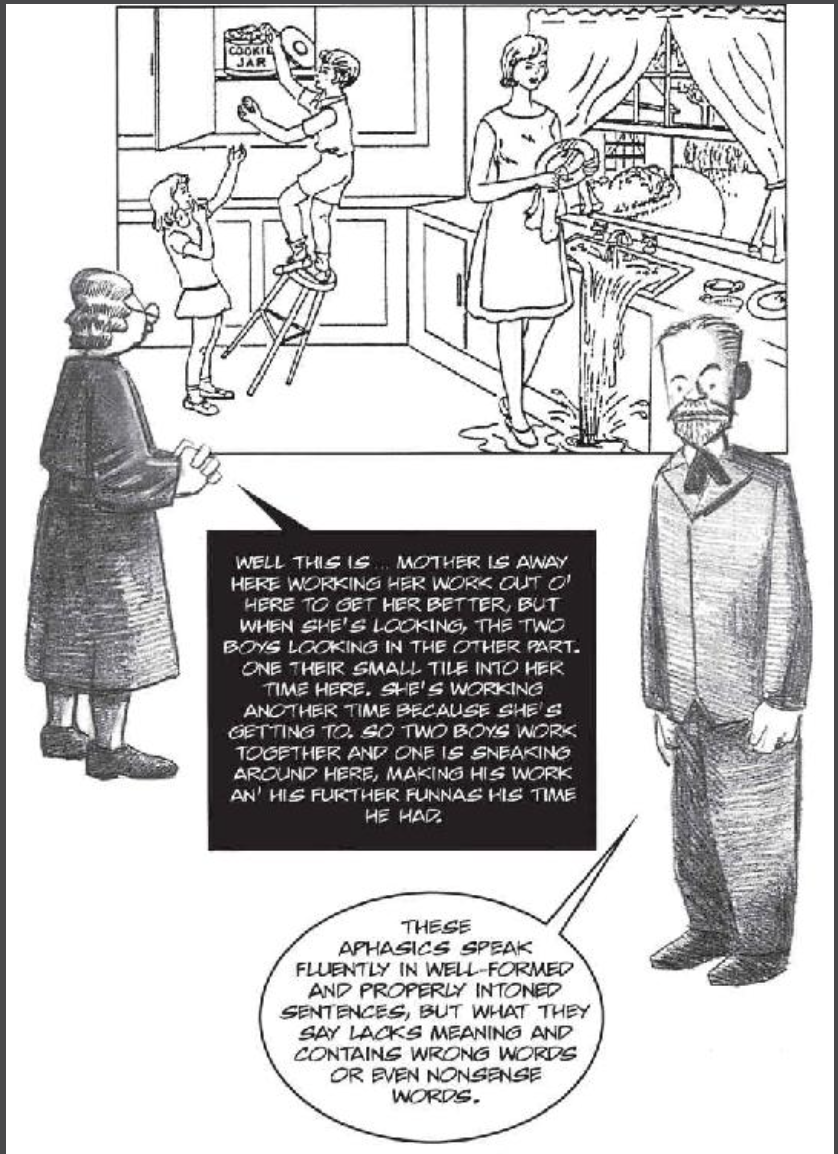 COOKIE
JAR
WELL THIS IS ... MOTHER IS AWAY
HERE WORKING HER WORK OUT O'
HERE TO GET HER BETTER, BUT
WHEN SHE'S LOOKING, THE TWO
BOYS LOOKING IN THE OTHER PART.
ONE THEIR SMALL TILE INTO HER
TIME HERE. SHE'S WORKING
ANOTHER TIME BECAUSE SHE'S
GETTING TO. SO TWO BOYS WORK
TOGETHER AND ONE IS SNEAKING
AROUND HERE, MAKING HIS WORK
AN' HIS FURTHER FUNNAS HIS TIME
HE HAD.
THESE
APHASICS SPEAK
FLUENTLY IN WELL-FORMED
AND PROPERLY INTONED
SENTENCES, BUT WHAT THEY
SAY LACKS MEANING AND
CONTAINS WRONG WORDS
OR EVEN NONSENSE
WORDS.